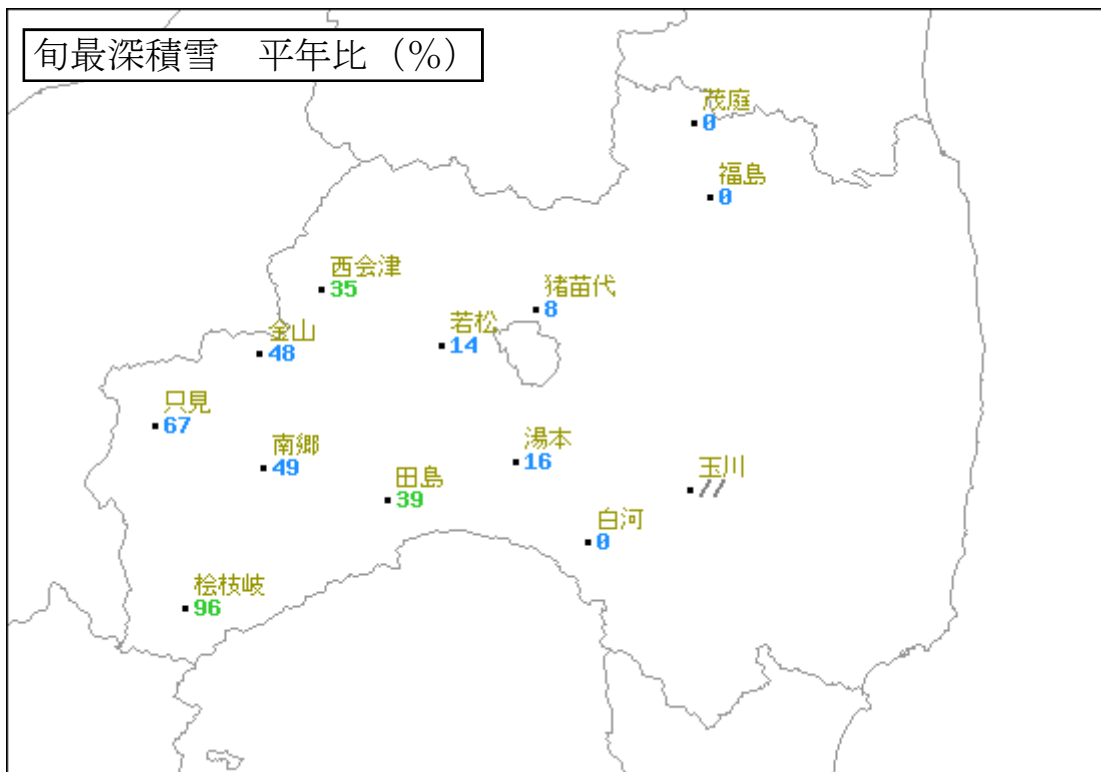 旬最深積雪　平年比（％）
茂庭
0
福島
0
西会津
35
猪苗代
8
金山
48
若松
14
只見
67
南郷
49
湯本
16
田島
39
玉川
//
白河
0
桧枝岐
96